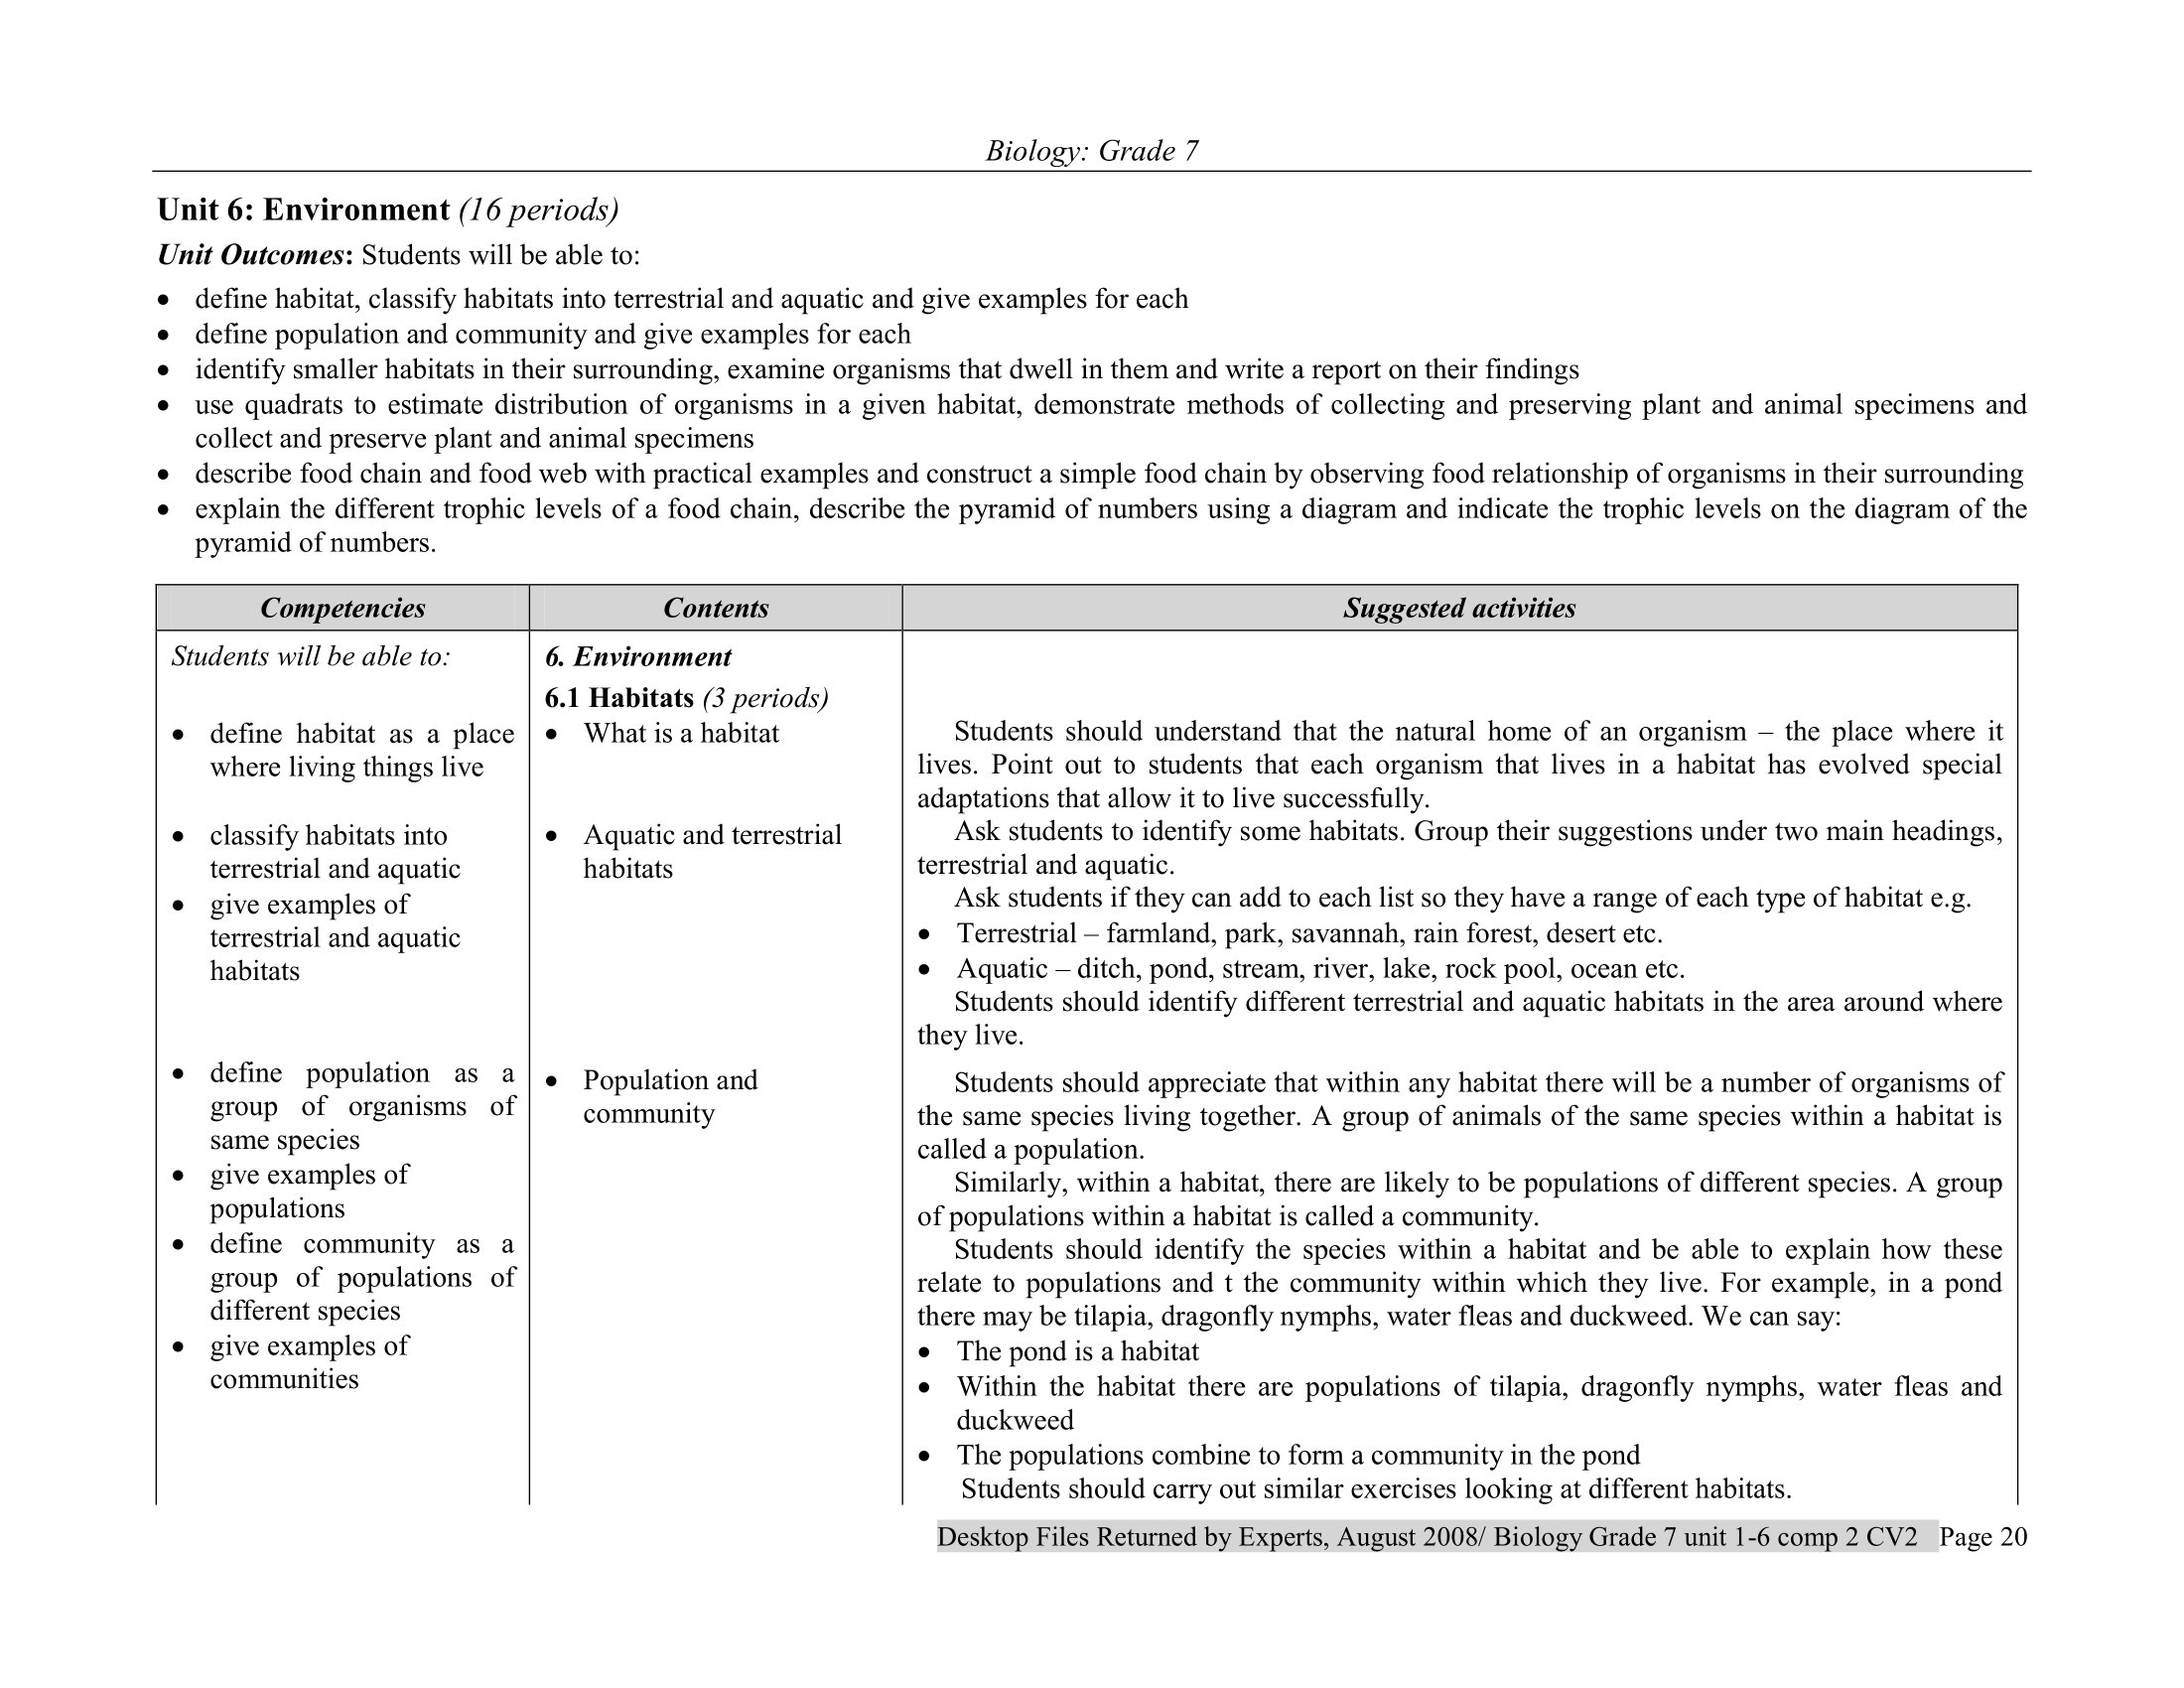 Biology: Grade 7
Unit 6: Environment (16 periods)
Unit Outcomes: Students will be able to:
• define habitat, classify habitats into terrestrial and aquatic and give examples for each
• define population and community and give examples for each
• identify smaller habitats in their surrounding, examine organisms that dwell in them and write a report on their findings
• use quadrats to estimate distribution of organisms in a given habitat, demonstrate methods of collecting and preserving plant and animal specimens and
collect and preserve plant and animal specimens
• describe food chain and food web with practical examples and construct a simple food chain by observing food relationship of organisms in their surrounding
• explain the different trophic levels of a food chain, describe the pyramid of numbers using a diagram and indicate the trophic levels on the diagram of the
pyramid of numbers.
Competencies
Contents
Suggested activities
Students will be able to:
• define habitat as a place
where living things live
• classify habitats into
terrestrial and aquatic
• give examples of
terrestrial and aquatic
habitats
• define population as a
group of organisms of
same species
• give examples of
populations
• define community as a
group of populations of
different species
• give examples of
communities
6. Environment
6.1 Habitats (3 periods)
• What is a habitat
• Aquatic and terrestrial
habitats
• Population and
community
Students should understand that the natural home of an organism – the place where it
lives. Point out to students that each organism that lives in a habitat has evolved special
adaptations that allow it to live successfully.
Ask students to identify some habitats. Group their suggestions under two main headings,
terrestrial and aquatic.
Ask students if they can add to each list so they have a range of each type of habitat e.g.
• Terrestrial – farmland, park, savannah, rain forest, desert etc.
• Aquatic – ditch, pond, stream, river, lake, rock pool, ocean etc.
Students should identify different terrestrial and aquatic habitats in the area around where
they live.
Students should appreciate that within any habitat there will be a number of organisms of
the same species living together. A group of animals of the same species within a habitat is
called a population.
Similarly, within a habitat, there are likely to be populations of different species. A group
of populations within a habitat is called a community.
Students should identify the species within a habitat and be able to explain how these
relate to populations and t the community within which they live. For example, in a pond
there may be tilapia, dragonfly nymphs, water fleas and duckweed. We can say:
• The pond is a habitat
• Within the habitat there are populations of tilapia, dragonfly nymphs, water fleas and
duckweed
• The populations combine to form a community in the pond
Students should carry out similar exercises looking at different habitats.
Desktop Files Returned by Experts, August 2008/ Biology Grade 7 unit 1-6 comp 2 CV2 Page 20